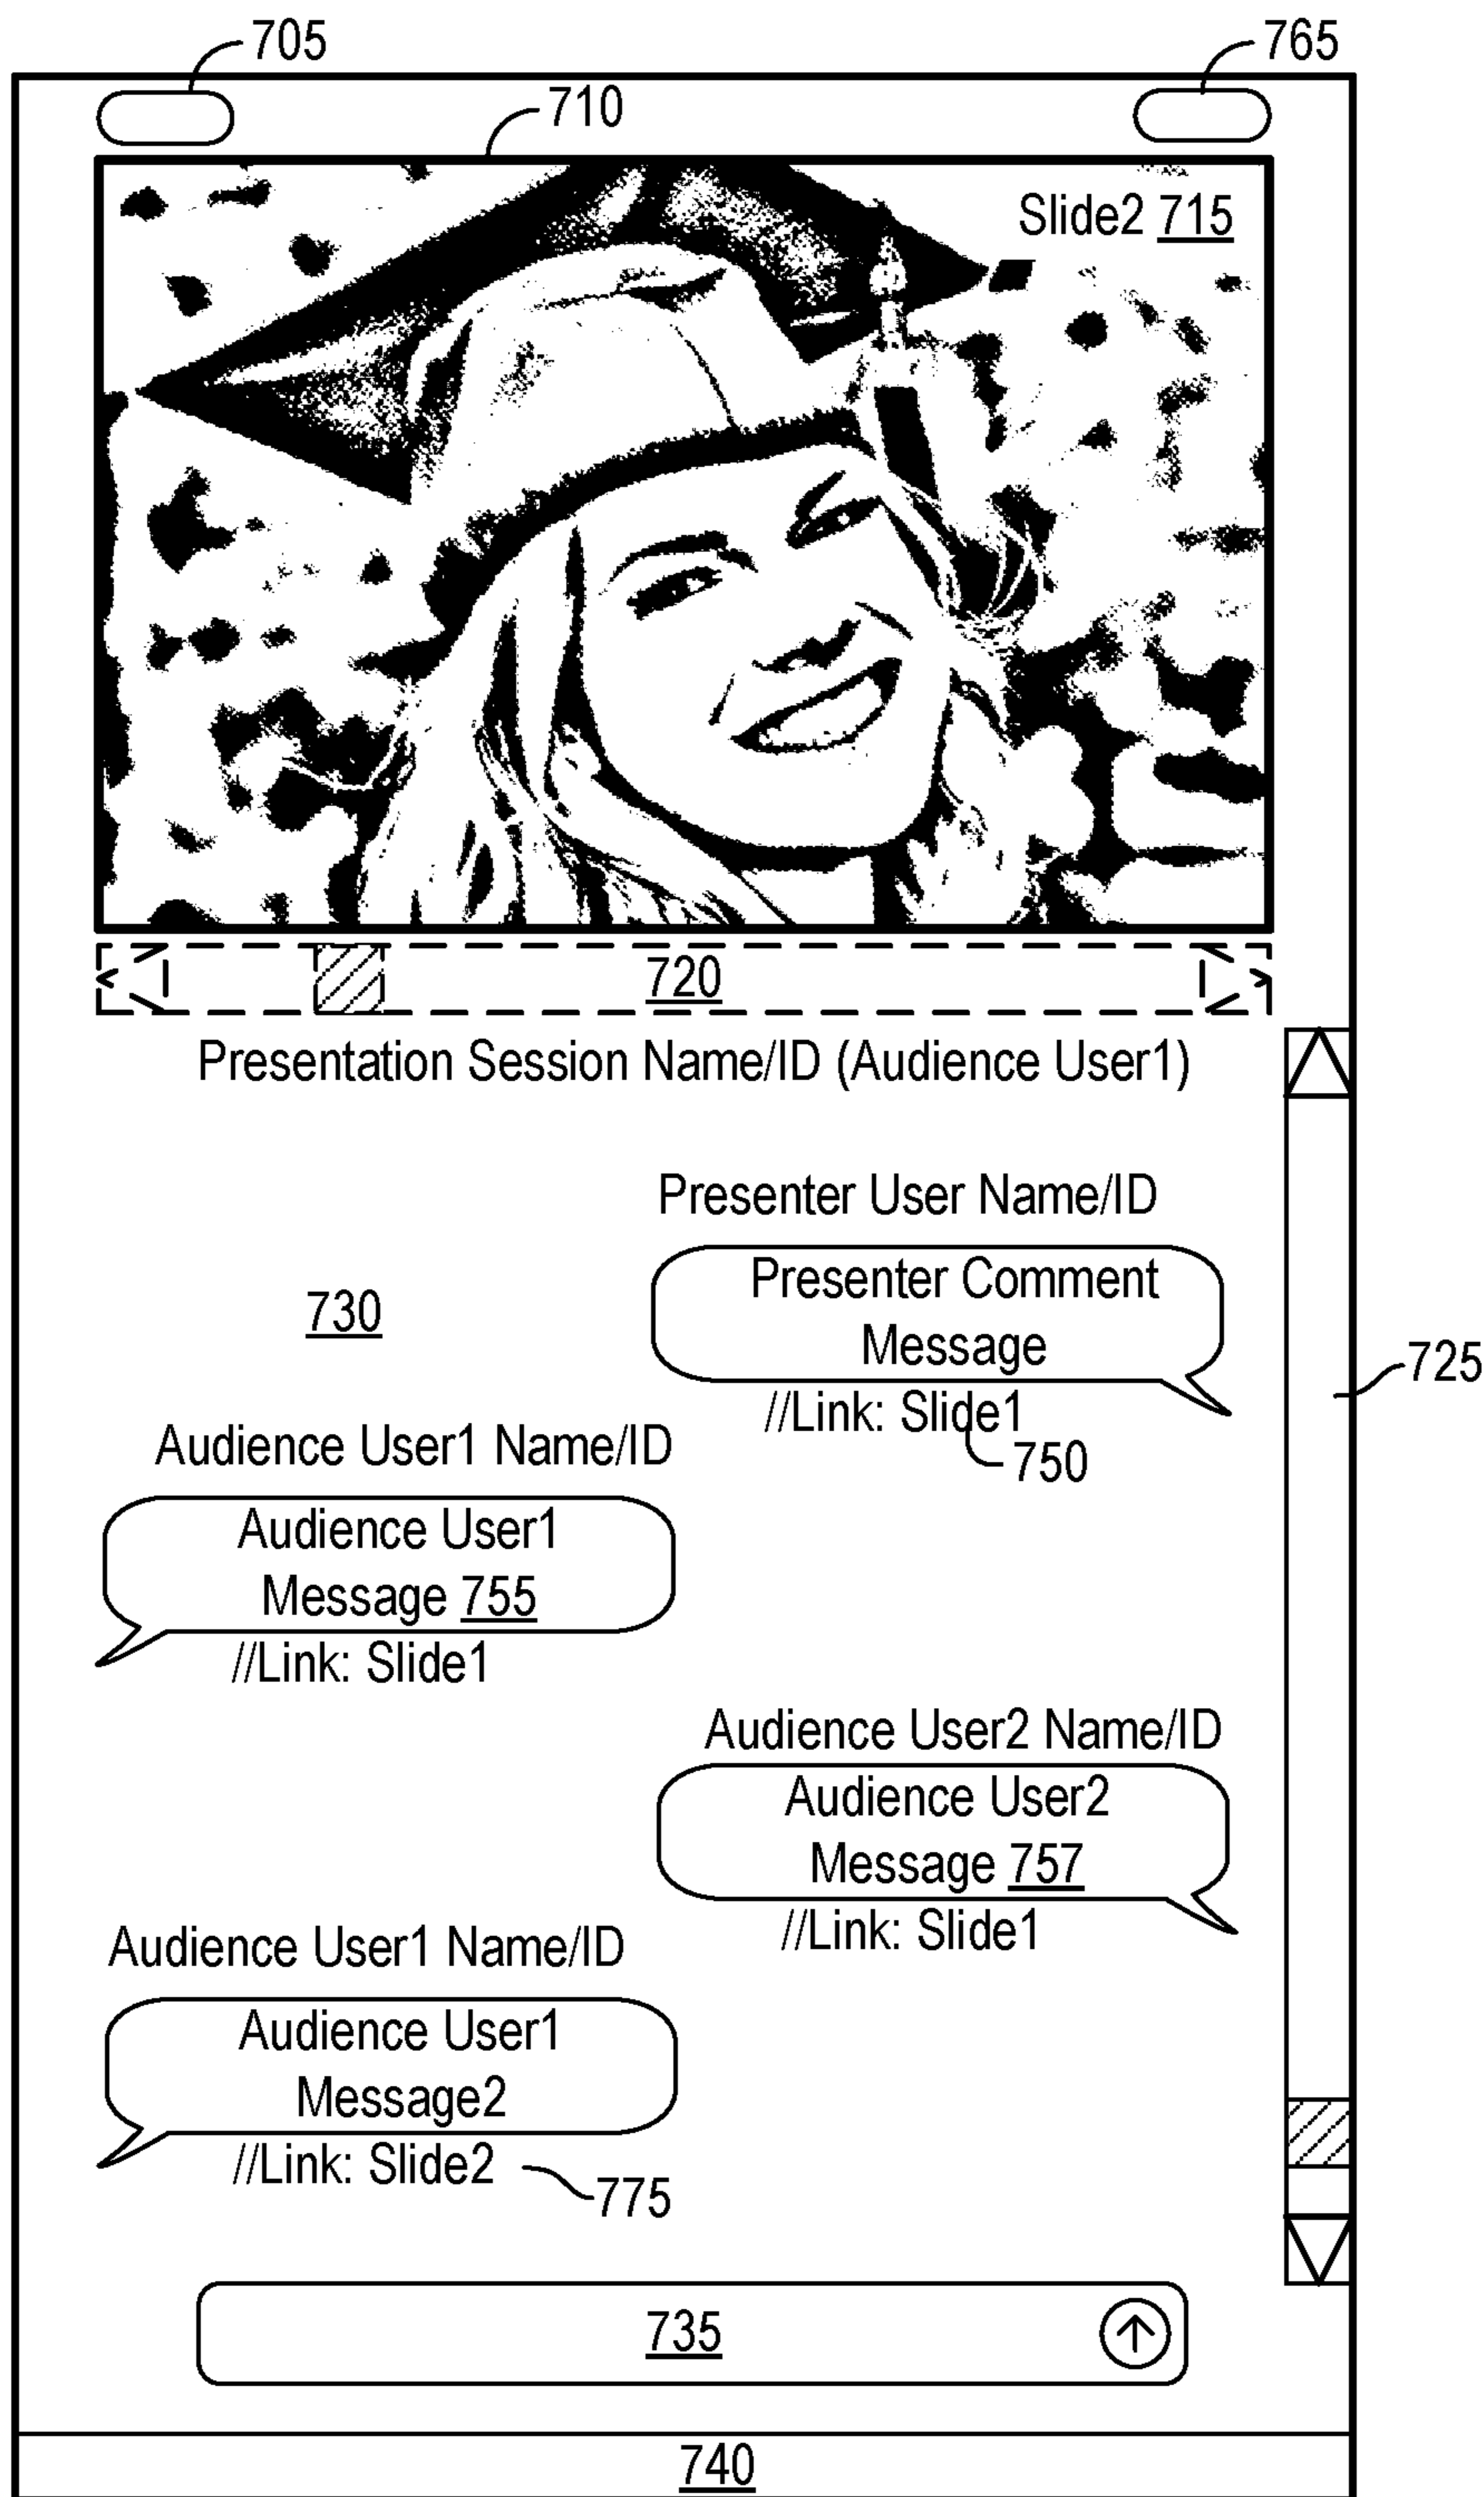 705
765
710
Slide2 715
720
Presentation Session Name/ID (Audience User1)
Presenter User Name/ID
Presenter Comment
Message
730
725
//Link: Slide1
750
Audience User1 Name/ID
Audience User1
Message 755
//Link: Slide1
Audience User2 Name/ID
Audience User2
Message 757
//Link: Slide1
Audience User1 Name/ID
Audience User1
Message2
//Link: Slide2
775
735
740